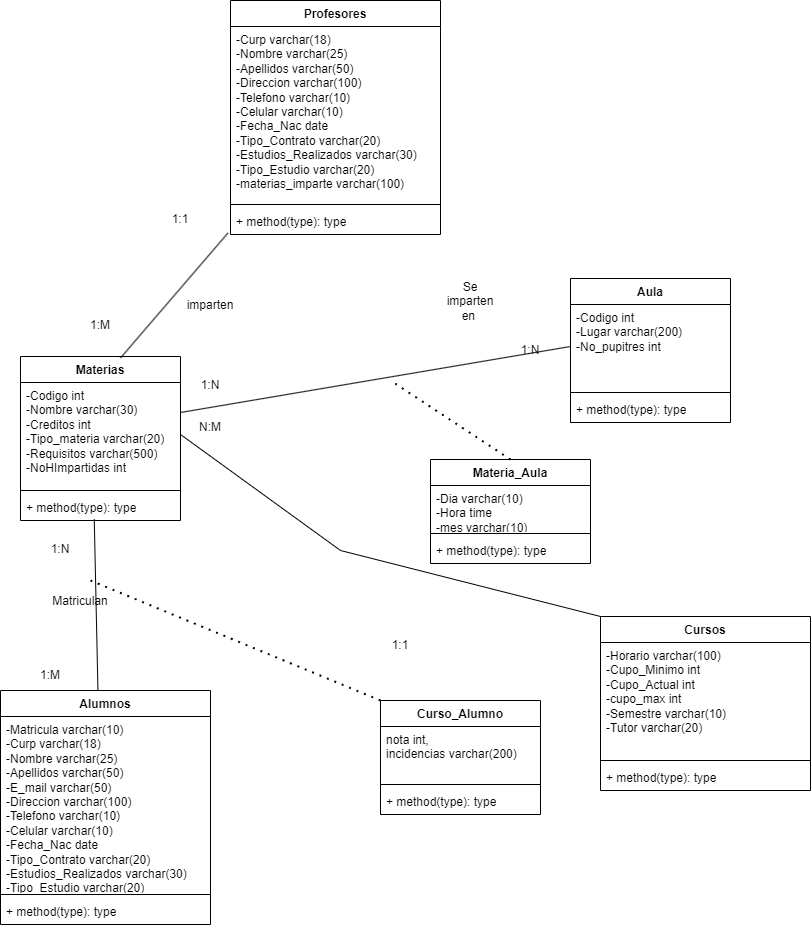 Profesores
-Curp varchar(18)
-Nombre varchar(25)
-Apellidos varchar(50)
-Direccion varchar(100)
-Telefono varchar(10)
-Celular varchar(10)
-Fecha_Nac date
-Tipo_Contrato varchar(20)
-Estudios_Realizados varchar(30)
-Tipo_Estudio varchar(20)
-materias_imparte varchar(100)
+ method(type): type
1:1
imparten
1:M
Se
imparten
en
Aula
-Codigo int
-Lugar varchar(200)
-No_pupitres int
+ method(type): type
1:N
Materias
-Codigo int
-Nombre varchar(30)
-Creditos int
-Tipo_materia varchar(20)
-Requisitos varchar(500)
-NoHImpartidas int
+ method(type): type
1:N
N:M
Materia_Aula
-Dia varchar(10)
-Hora time
-mes varchar(10)
+ method(type): type
1:N
Matriculan
1:M
1:1
Cursos
-Horario varchar(100)
-Cupo_Minimo int
-Cupo_Actual int
-cupo_max int
-Semestre varchar(10)
-Tutor varchar(20)
+ method(type): type
Curso_Alumno
nota int,
incidencias varchar(200)
+ method(type): type
Alumnos
-Matricula varchar(10)
-Curp varchar(18)
-Nombre varchar(25)
-Apellidos varchar(50)
-E_mail varchar(50)
-Direccion varchar(100)
-Telefono varchar(10)
-Celular varchar(10)
-Fecha_Nac date
-Tipo_Contrato varchar(20)
-Estudios_Realizados varchar(30)
-Tipo_Estudio varchar(20)
+ method(type): type